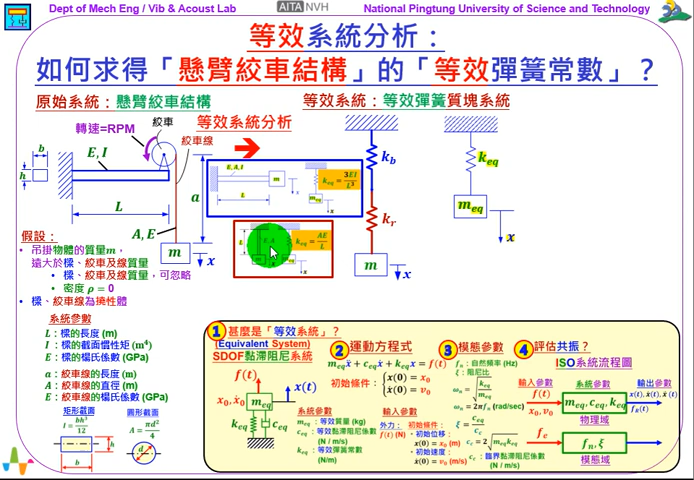 Dept of Mech Eng / Vib & Acoust Lab
AITA NVH
National Pingtung University of Science and Technology
等效系統分析：
如何求得「懸臂絞車結構」的「等效彈簧常數」？
原始系統：懸臂絞車結構
等效系統：等效彈簧質塊系統
轉速=RPM
絞車
絞車線
等效系統分析
b
h
E, I
L
a
A, E
m
x
E, A, I
L
m
x
k_eq = 3EI / L³
k_eq = AE / L
k_b
k_r
m
x
k_eq
m_eq
x
假設：
• 吊掛物體的質量m，
遠大於樑、絞車及線質量
• 樑、絞車及線質量，可忽略
• 密度 ρ = 0
• 樑、絞車線為撓性體
系統參數
L：樑的長度 (m)
I：樑的截面慣性矩 (m⁴)
E：樑的楊氏係數 (GPa)
a：絞車線的長度 (m)
A：絞車線的直徑 (m)
E：絞車線的楊氏係數 (GPa)
矩形截面
圓形截面
I = bh³ / 12
A = πd² / 4
h
b
d
1 甚麼是「等效系統」？
(Equivalent System)
SDOF黏滯阻尼系統
f(t)
x(t)
x₀, ẋ₀
m_eq
k_eq
c_eq
2 運動方程式
m_eq ẍ + c_eq ẋ + k_eq x = f(t)
初始條件：{ x(0) = x₀
ẋ(0) = v₀
系統參數
m_eq：等效質量 (kg)
c_eq：等效黏滯阻尼係數
(N / m/s)
k_eq：等效彈簧常數
(N/m)
輸入參數
外力：
f(t) (N)
初始條件：
• 初始位移：
x(0) = x₀ (m)
• 初始速度：
ẋ(0) = v₀ (m/s)
3 模態參數
f_n：自然頻率 (Hz)
ξ：阻尼比
ω_n = √(k_eq / m_eq)
ω_n = 2πf_n (rad/sec)
ξ = c_eq / c_c
c_c = 2√(m_eq k_eq)
c_c：臨界黏滯阻尼係數
(N / m/s)
4 評估共振？
ISO系統流程圖
輸入參數
系統參數
輸出參數
f(t)
x₀, v₀
m_eq, c_eq, k_eq
x(t), ẋ(t), ẍ(t)
物理域
f_n, ξ
模態域